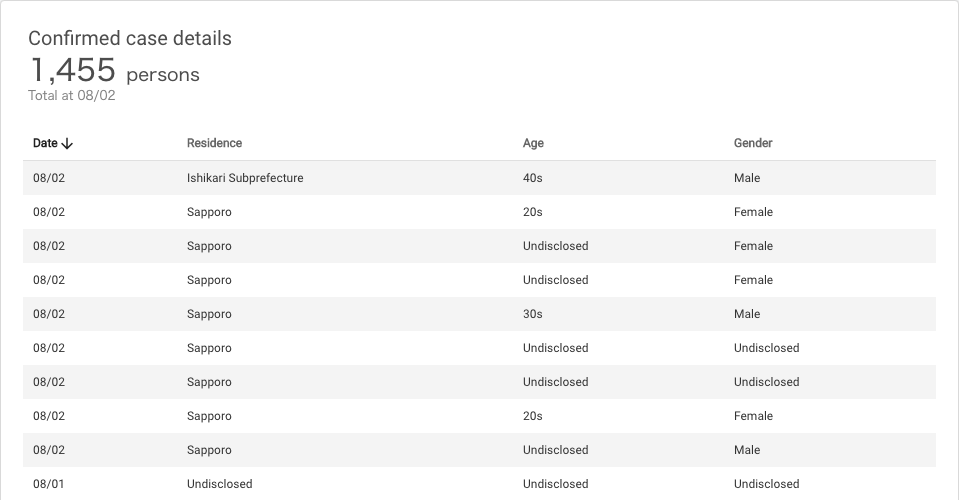 Confirmed case details
1,455 persons
Total at 08/02
Date ↓ Residence Age Gender
08/02 Ishikari Subprefecture 40s Male
08/02 Sapporo 20s Female
08/02 Sapporo Undisclosed Female
08/02 Sapporo Undisclosed Female
08/02 Sapporo 30s Male
08/02 Sapporo Undisclosed Undisclosed
08/02 Sapporo Undisclosed Undisclosed
08/02 Sapporo 20s Female
08/02 Sapporo Undisclosed Male
08/01 Undisclosed Undisclosed Undisclosed